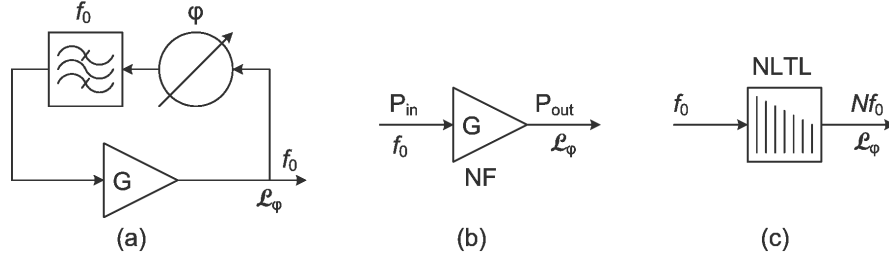 f₀ φ
G f₀
ℒφ
(a)
Pin Pout
G
f₀ ℒφ
NF
(b)
NLTL
f₀ Nf₀
ℒφ
(c)